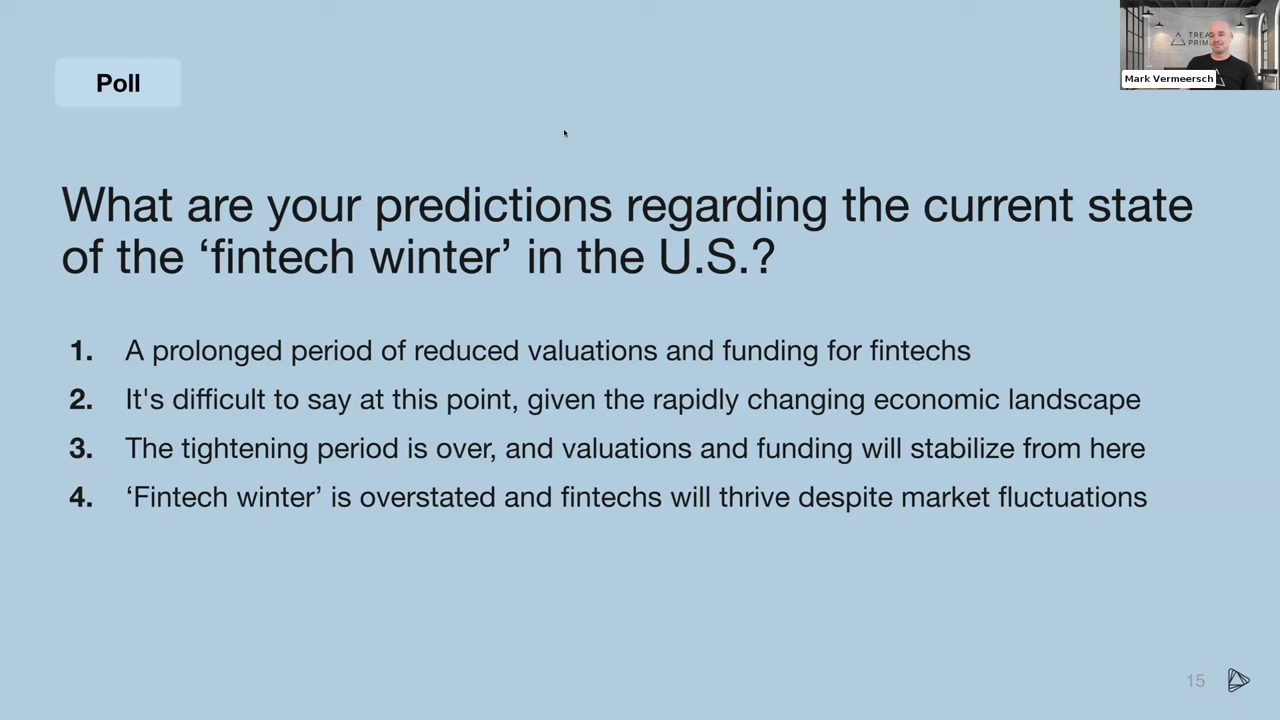 Poll
TREA
PRIM
Mark Vermeersch
What are your predictions regarding the current state
of the ‘fintech winter’ in the U.S.?
1. A prolonged period of reduced valuations and funding for fintechs
2. It's difficult to say at this point, given the rapidly changing economic landscape
3. The tightening period is over, and valuations and funding will stabilize from here
4. ‘Fintech winter’ is overstated and fintechs will thrive despite market fluctuations
15